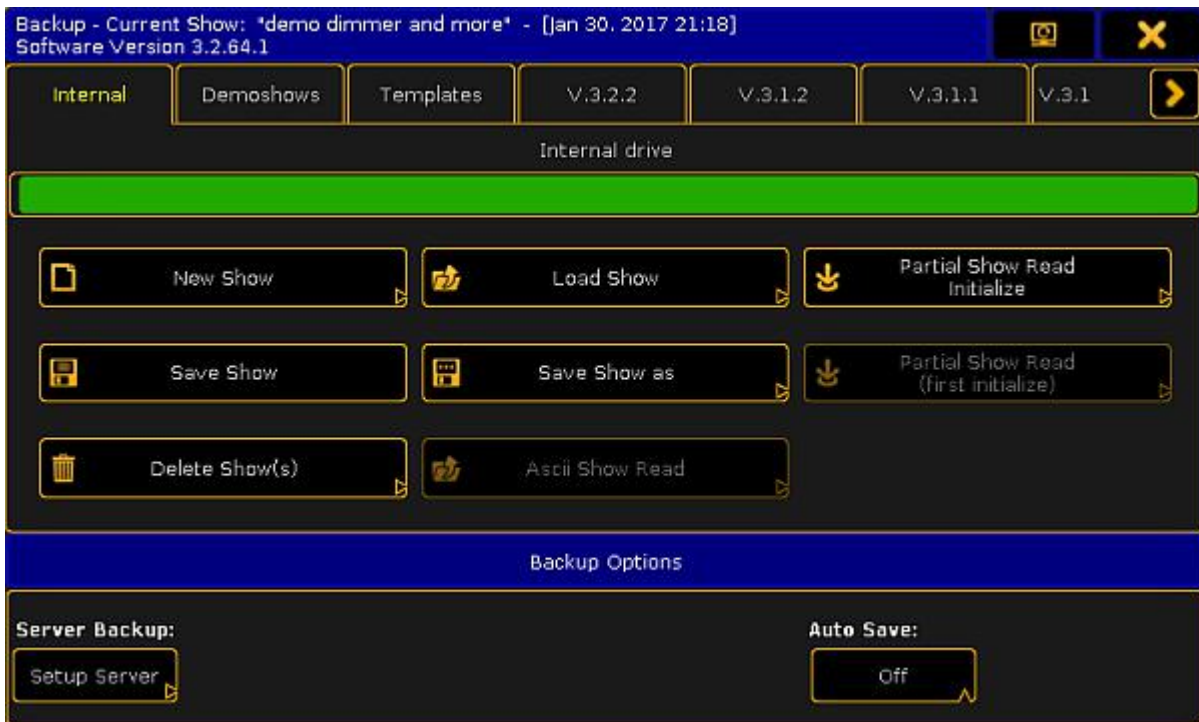 Backup - Current Show: "demo dimmer and more" - [Jan 30, 2017 21:18]
Software Version 3.2.64.1
Internal
Demoshows
Templates
V.3.2.2
V.3.1.2
V.3.1.1
V.3.1
Internal drive
New Show
Load Show
Partial Show Read
Initialize
Save Show
Save Show as
Partial Show Read
(first initialize)
Delete Show(s)
Ascii Show Read
Backup Options
Server Backup:
Auto Save:
Setup Server
Off